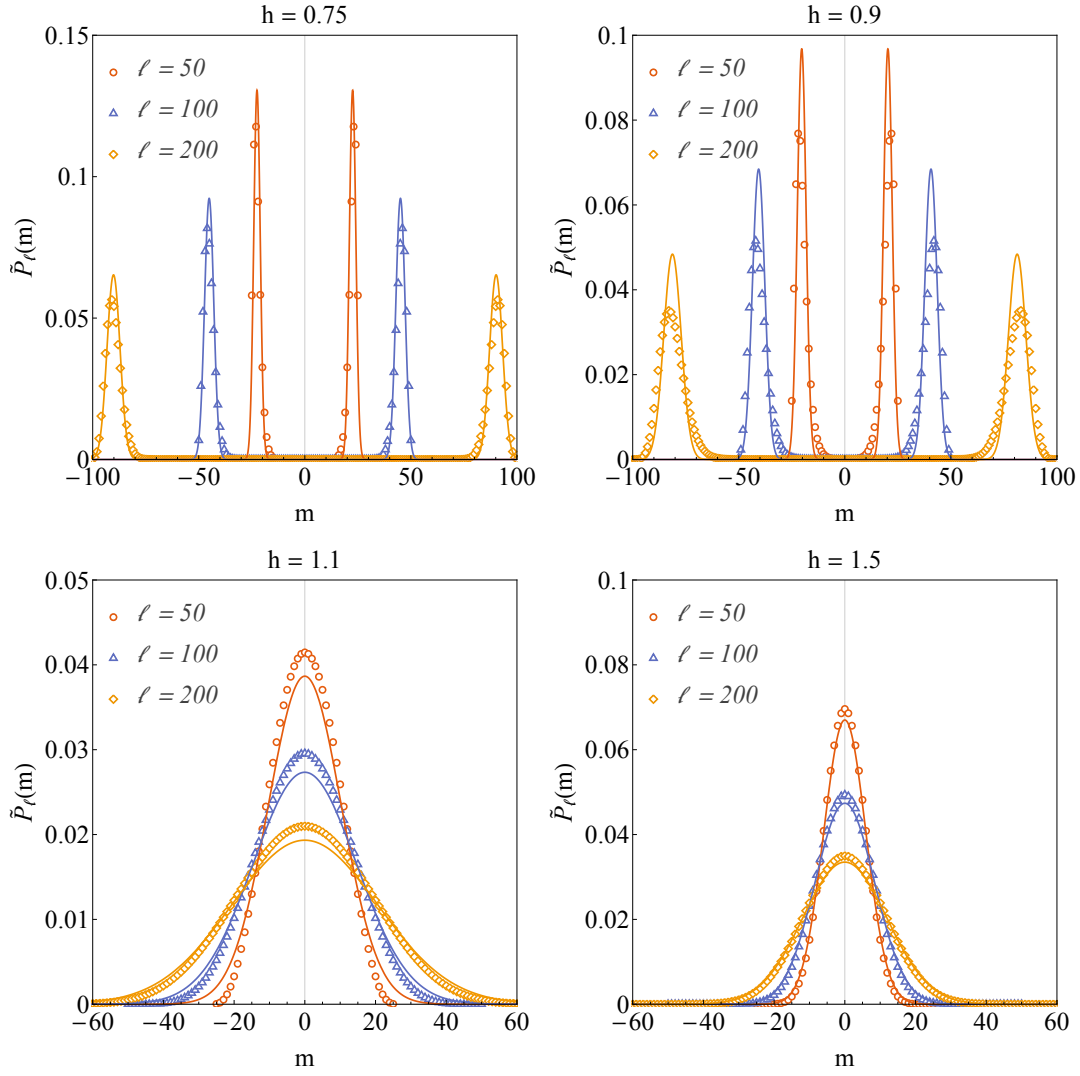 h = 0.75
0.15
0.1
0.05
0
P̃ℓ(m)
ℓ = 50
ℓ = 100
ℓ = 200
−100 −50 0 50 100
m
h = 0.9
0.1
0.08
0.06
0.04
0.02
0
P̃ℓ(m)
ℓ = 50
ℓ = 100
ℓ = 200
−100 −50 0 50 100
m
h = 1.1
0.05
0.04
0.03
0.02
0.01
0
P̃ℓ(m)
ℓ = 50
ℓ = 100
ℓ = 200
−60 −40 −20 0 20 40 60
m
h = 1.5
0.1
0.08
0.06
0.04
0.02
0
P̃ℓ(m)
ℓ = 50
ℓ = 100
ℓ = 200
−60 −40 −20 0 20 40 60
m